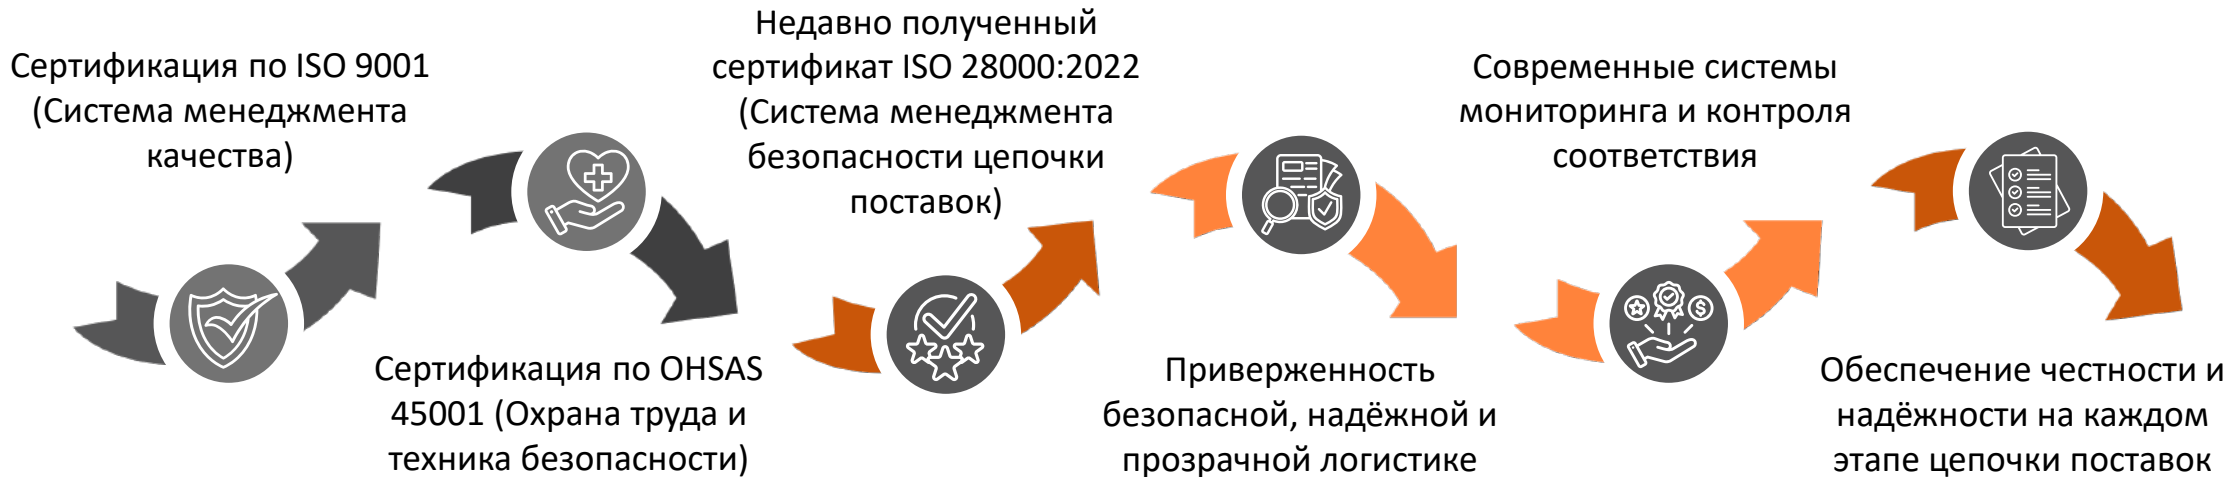 Сертификация по ISO 9001
(Система менеджмента
качества)
Сертификация по OHSAS
45001 (Охрана труда и
техника безопасности)
Недавно полученный
сертификат ISO 28000:2022
(Система менеджмента
безопасности цепочки
поставок)
Приверженность
безопасной, надёжной и
прозрачной логистике
Современные системы
мониторинга и контроля
соответствия
Обеспечение честности и
надёжности на каждом
этапе цепочки поставок